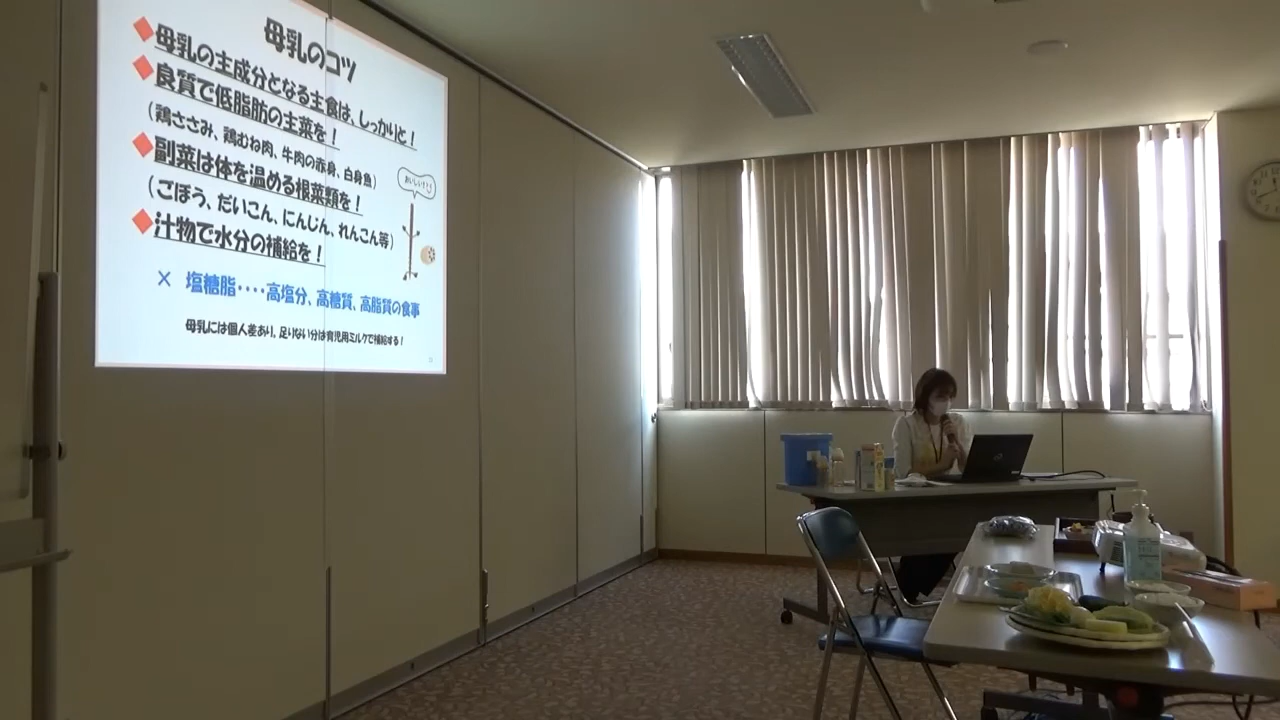 母乳のコツ
◆母乳の主成分となる主食は、しっかりと！
◆良質で低脂肪の主菜を！
（鶏ささみ、鶏むね肉、牛肉の赤身、白身魚）
◆副菜は体を温める根菜類を！
（ごぼう、だいこん、にんじん、れんこん等）
◆汁物で水分の補給を！
× 塩糖脂‥‥高塩分、高糖質、高脂質の食事
母乳には個人差あり、足りない分は育児用ミルクで補給する！